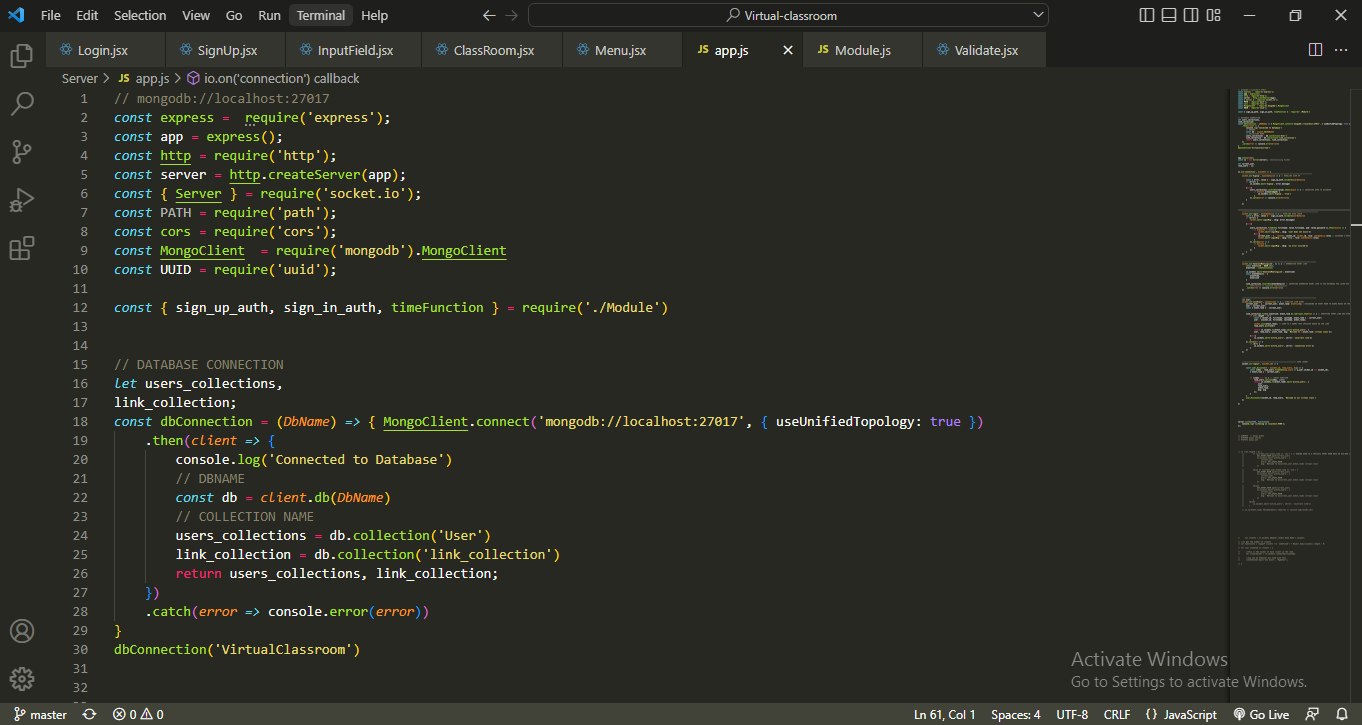 File Edit Selection View Go Run Terminal Help Virtual-classroom
Login.jsx SignUp.jsx InputField.jsx ClassRoom.jsx Menu.jsx JS app.js JS Module.js Validate.jsx
Server > JS app.js > io.on('connection') callback
1 // mongodb://localhost:27017
2 const express =  require('express');
3 const app = express();
4 const http = require('http');
5 const server = http.createServer(app);
6 const { Server } = require('socket.io');
7 const PATH = require('path');
8 const cors = require('cors');
9 const MongoClient  = require('mongodb').MongoClient
10 const UUID = require('uuid');
11
12 const { sign_up_auth, sign_in_auth, timeFunction } = require('./Module')
13
14
15 // DATABASE CONNECTION
16 let users_collections,
17 link_collection;
18 const dbConnection = (DbName) => { MongoClient.connect('mongodb://localhost:27017', { useUnifiedTopology: true })
19     .then(client => {
20         console.log('Connected to Database')
21         // DBNAME
22         const db = client.db(DbName)
23         // COLLECTION NAME
24         users_collections = db.collection('User')
25         link_collection = db.collection('link_collection')
26         return users_collections, link_collection;
27     })
28     .catch(error => console.error(error))
29 }
30 dbConnection('VirtualClassroom')
31
32
Activate Windows
Go to Settings to activate Windows.
master 0 0 Ln 61, Col 1 Spaces: 4 UTF-8 CRLF {} JavaScript Go Live